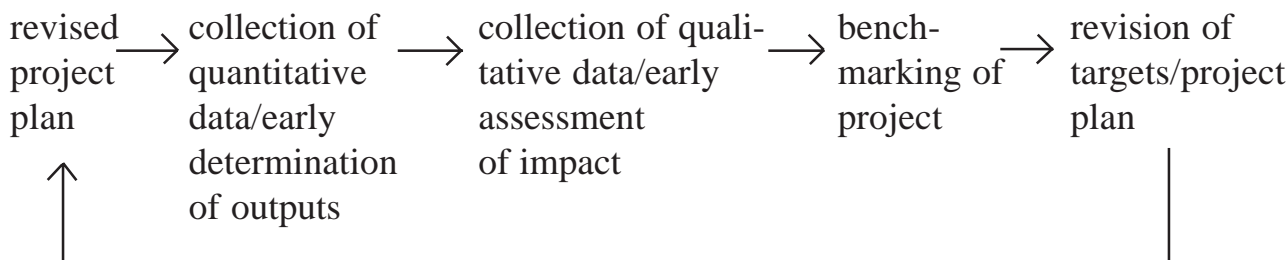 revised
project
plan
collection of
quantitative
data/early
determination
of outputs
collection of quali-
tative data/early
assessment
of impact
bench-
marking of
project
revision of
targets/project
plan